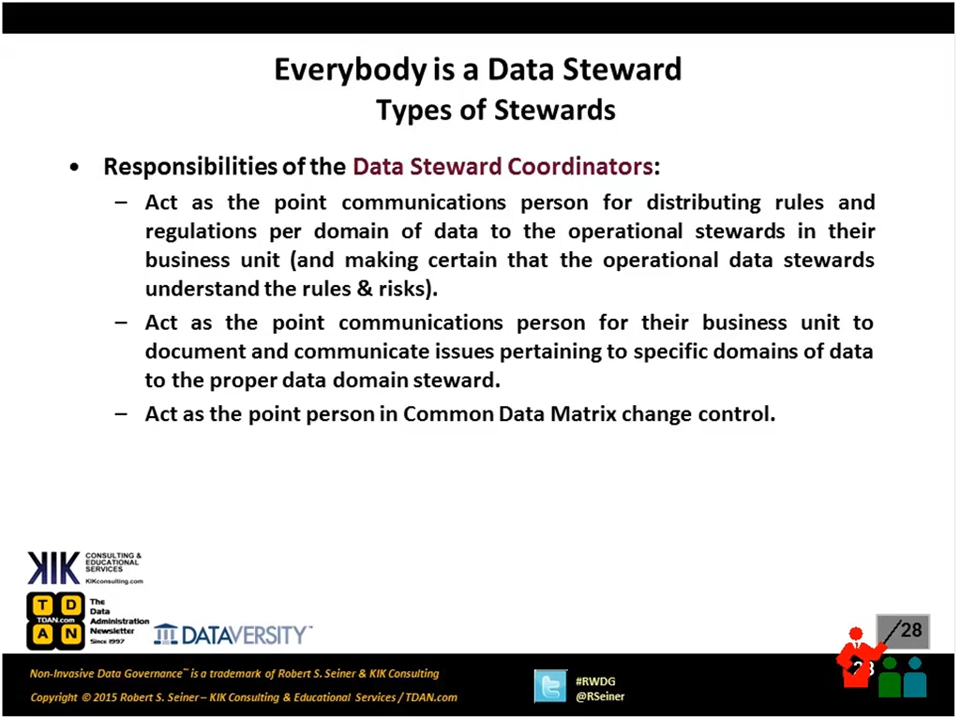 Everybody is a Data Steward
Types of Stewards
• Responsibilities of the Data Steward Coordinators:
– Act as the point communications person for distributing rules and
regulations per domain of data to the operational stewards in their
business unit (and making certain that the operational data stewards
understand the rules & risks).
– Act as the point communications person for their business unit to
document and communicate issues pertaining to specific domains of data
to the proper data domain steward.
– Act as the point person in Common Data Matrix change control.
KIK CONSULTING &
EDUCATIONAL
SERVICES
KIKconsulting.com
T D
TDAN.com
A N
The
Data
Administration
Newsletter
Since 1997
DATAVERSITY™
28
Non-Invasive Data Governance™ is a trademark of Robert S. Seiner & KIK Consulting
Copyright © 2015 Robert S. Seiner – KIK Consulting & Educational Services / TDAN.com
#RWDG
@RSeiner